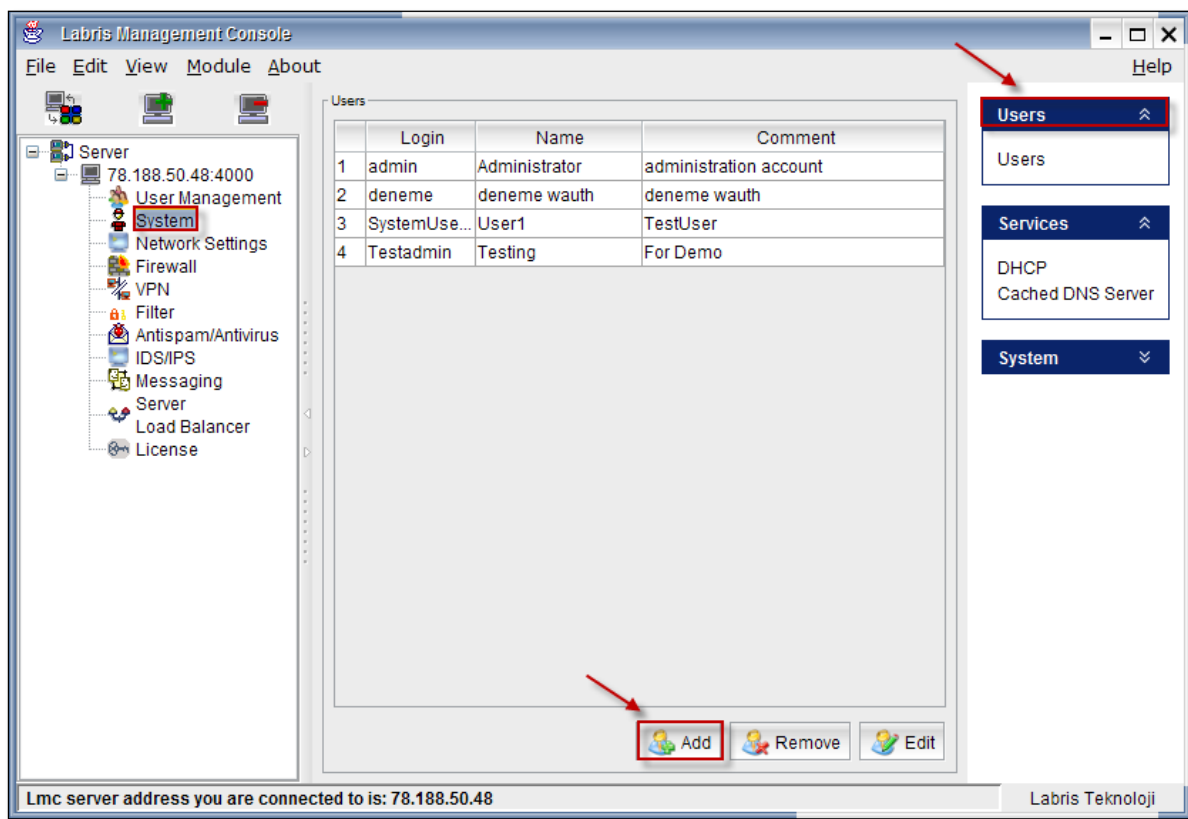 Labris Management Console
File Edit View Module About Help
Server
78.188.50.48:4000
User Management
System
Network Settings
Firewall
VPN
Filter
Antispam/Antivirus
IDS/IPS
Messaging
Server
Load Balancer
License
Users
Login Name Comment
1 admin Administrator administration account
2 deneme deneme wauth deneme wauth
3 SystemUse... User1 TestUser
4 Testadmin Testing For Demo
Add Remove Edit
Users
Users
Services
DHCP
Cached DNS Server
System
Lmc server address you are connected to is: 78.188.50.48
Labris Teknoloji